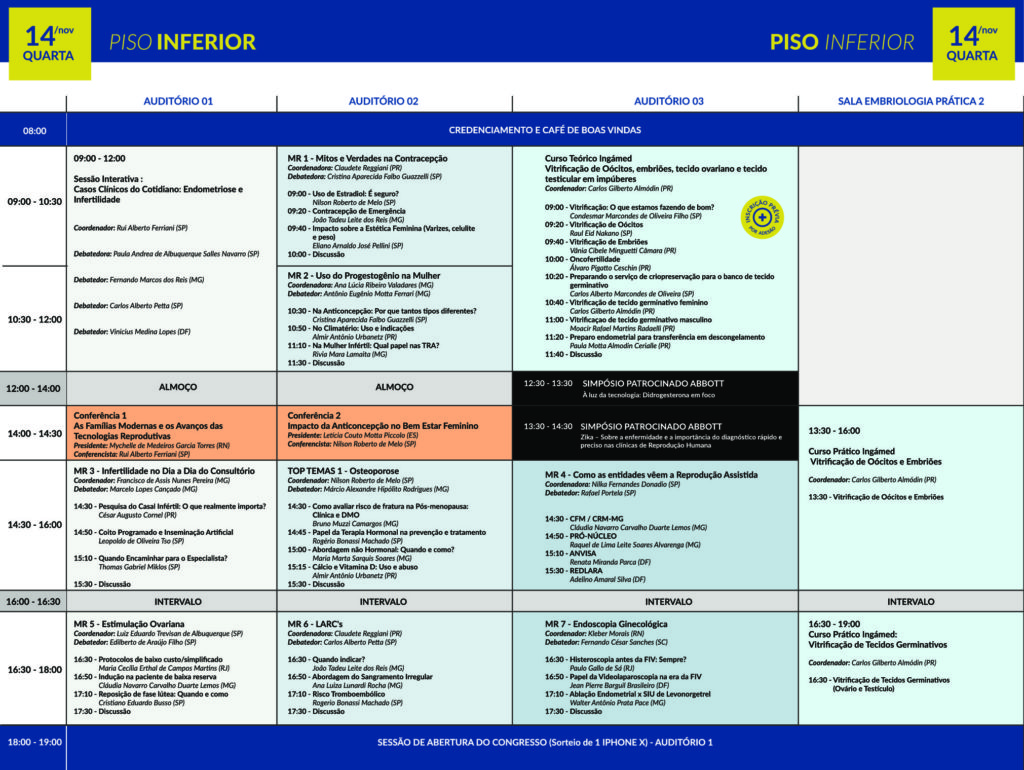 14/nov
QUARTA
PISO INFERIOR
PISO INFERIOR
14/nov
QUARTA
AUDITÓRIO 01
AUDITÓRIO 02
AUDITÓRIO 03
SALA EMBRIOLOGIA PRÁTICA 2
08:00
CREDENCIAMENTO E CAFÉ DE BOAS VINDAS
09:00 - 10:30
10:30 - 12:00
09:00 - 12:00
Sessão Interativa :
Casos Clínicos do Cotidiano: Endometriose e
Infertilidade
Coordenador: Rui Alberto Ferriani (SP)
Debatedora: Paula Andrea de Albuquerque Salles Navarro (SP)
Debatedor: Fernando Marcos dos Reis (MG)
Debatedor: Carlos Alberto Petta (SP)
Debatedor: Vinicius Medina Lopes (DF)
MR 1 - Mitos e Verdades na Contracepção
Coordenadora: Claudete Reggiani (PR)
Debatedora: Cristina Aparecida Falbo Guazzelli (SP)
09:00 - Uso de Estradiol: É seguro?
Nilson Roberto de Melo (SP)
09:20 - Contracepção de Emergência
João Tadeu Leite dos Reis (MG)
09:40 - Impacto sobre a Estética Feminina (Varizes, celulite
e peso)
Eliano Arnaldo José Pellini (SP)
10:00 - Discussão
MR 2 - Uso do Progestogênio na Mulher
Coordenadora: Ana Lúcia Ribeiro Valadares (MG)
Debatedor: Antônio Eugênio Motta Ferrari (MG)
10:30 - Na Anticoncepção: Por que tantos tipos diferentes?
Cristina Aparecida Falbo Guazzelli (SP)
10:50 - No Climatério: Uso e indicações
Almir Antônio Urbanetz (PR)
11:10 - Na Mulher Infértil: Qual papel nas TRA?
Rívia Mara Lamaita (MG)
11:30 - Discussão
Curso Teórico Ingámed
Vitrificação de Oócitos, embriões, tecido ovariano e tecido
testicular em impúberes
Coordenador: Carlos Gilberto Almódin (PR)
09:00 - Vitrificação: O que estamos fazendo de bom?
Condesmar Marcondes de Oliveira Filho (SP)
09:20 - Vitrificação de Oócitos
Raul Eid Nakano (SP)
09:40 - Vitrificação de Embriões
Vânia Cibele Minguetti Câmara (PR)
10:00 - Oncofertilidade
Álvaro Pigatto Ceschin (PR)
10:20 - Preparando o serviço de criopreservação para o banco de tecido
germinativo
Carlos Alberto Marcondes de Oliveira (SP)
10:40 - Vitrificação de tecido germinativo feminino
Carlos Gilberto Almódin (PR)
11:00 - Vitrificaçao de tecido germinativo masculino
Moacir Rafael Martins Radaelli (PR)
11:20 - Preparo endometrial para transferência em descongelamento
Paula Motta Almodin Cerialle (PR)
11:40 - Discussão
INSCRIÇÃO PRÉVIA
POR ADESÃO
12:00 - 14:00
ALMOÇO
ALMOÇO
12:30 - 13:30 SIMPÓSIO PATROCINADO ABBOTT
À luz da tecnologia: Didrogesterona em foco
14:00 - 14:30
Conferência 1
As Famílias Modernas e os Avanços das
Tecnologias Reprodutivas
Presidente: Mychelle de Medeiros Garcia Torres (RN)
Conferencista: Rui Alberto Ferriani (SP)
Conferência 2
Impacto da Anticoncepção no Bem Estar Feminino
Presidente: Letícia Couto Motta Piccolo (ES)
Conferencista: Nilson Roberto de Melo (SP)
13:30 - 14:30 SIMPÓSIO PATROCINADO ABBOTT
Zika – Sobre a enfermidade e a importância do diagnóstico rápido e
preciso nas clínicas de Reprodução Humana
13:30 - 16:00
Curso Prático Ingámed
Vitrificação de Oócitos e Embriões
Coordenador: Carlos Gilberto Almódin (PR)
13:30 - Vitrificação de Oócitos e Embriões
14:30 - 16:00
MR 3 - Infertilidade no Dia a Dia do Consultório
Coordenador: Francisco de Assis Nunes Pereira (MG)
Debatedor: Marcelo Lopes Cançado (MG)
14:30 - Pesquisa do Casal Infértil: O que realmente importa?
César Augusto Cornel (PR)
14:50 - Coito Programado e Inseminação Artificial
Leopoldo de Oliveira Tso (SP)
15:10 - Quando Encaminhar para o Especialista?
Thomas Gabriel Miklos (SP)
15:30 - Discussão
TOP TEMAS 1 - Osteoporose
Coordenador: Nilson Roberto de Melo (SP)
Debatedor: Márcio Alexandre Hipólito Rodrigues (MG)
14:30 - Como avaliar risco de fratura na Pós-menopausa:
Clínica e DMO
Bruno Muzzi Camargos (MG)
14:45 - Papel da Terapia Hormonal na prevenção e tratamento
Rogério Bonassi Machado (SP)
15:00 - Abordagem não Hormonal: Quando e como?
Maria Marta Sarquis Soares (MG)
15:15 - Cálcio e Vitamina D: Uso e abuso
Almir Antônio Urbanetz (PR)
15:30 - Discussão
MR 4 - Como as entidades vêem a Reprodução Assistida
Coordenadora: Nilka Fernandes Donadio (SP)
Debatedor: Rafael Portela (SP)
14:30 - CFM / CRM-MG
Cláudia Navarro Carvalho Duarte Lemos (MG)
14:50 - PRÓ-NÚCLEO
Raquel de Lima Leite Soares Alvarenga (MG)
15:10 - ANVISA
Renata Miranda Parca (DF)
15:30 - REDLARA
Adelino Amaral Silva (DF)
16:00 - 16:30
INTERVALO
INTERVALO
INTERVALO
INTERVALO
16:30 - 18:00
MR 5 - Estimulação Ovariana
Coordenador: Luiz Eduardo Trevisan de Albuquerque (SP)
Debatedor: Edilberto de Araújo Filho (SP)
16:30 - Protocolos de baixo custo/simplificado
Maria Cecília Erthal de Campos Martins (RJ)
16:50 - Indução na paciente de baixa reserva
Cláudia Navarro Carvalho Duarte Lemos (MG)
17:10 - Reposição de fase lútea: Quando e como
Cristiano Eduardo Busso (SP)
17:30 - Discussão
MR 6 - LARC's
Coordenadora: Claudete Reggiani (PR)
Debatedor: Carlos Alberto Petta (SP)
16:30 - Quando indicar?
João Tadeu Leite dos Reis (MG)
16:50 - Abordagem do Sangramento Irregular
Ana Luiza Lunardi Rocha (MG)
17:10 - Risco Tromboembólico
Rogerio Bonassi Machado (SP)
17:30 - Discussão
MR 7 - Endoscopia Ginecológica
Coordenador: Kleber Morais (RN)
Debatedor: Fernando César Sanches (SC)
16:30 - Histeroscopia antes da FIV: Sempre?
Paulo Gallo de Sá (RJ)
16:50 - Papel da Videolaparoscopia na era da FIV
Jean Pierre Barguil Brasileiro (DF)
17:10 - Ablação Endometrial x SIU de Levonorgetrel
Walter Antônio Prata Pace (MG)
17:30 - Discussão
16:30 - 19:00
Curso Prático Ingámed:
Vitrificação de Tecidos Germinativos
Coordenador: Carlos Gilberto Almódin (PR)
16:30 - Vitrificação de Tecidos Germinativos
(Ovário e Testículo)
18:00 - 19:00
SESSÃO DE ABERTURA DO CONGRESSO (Sorteio de 1 IPHONE X) - AUDITÓRIO 1